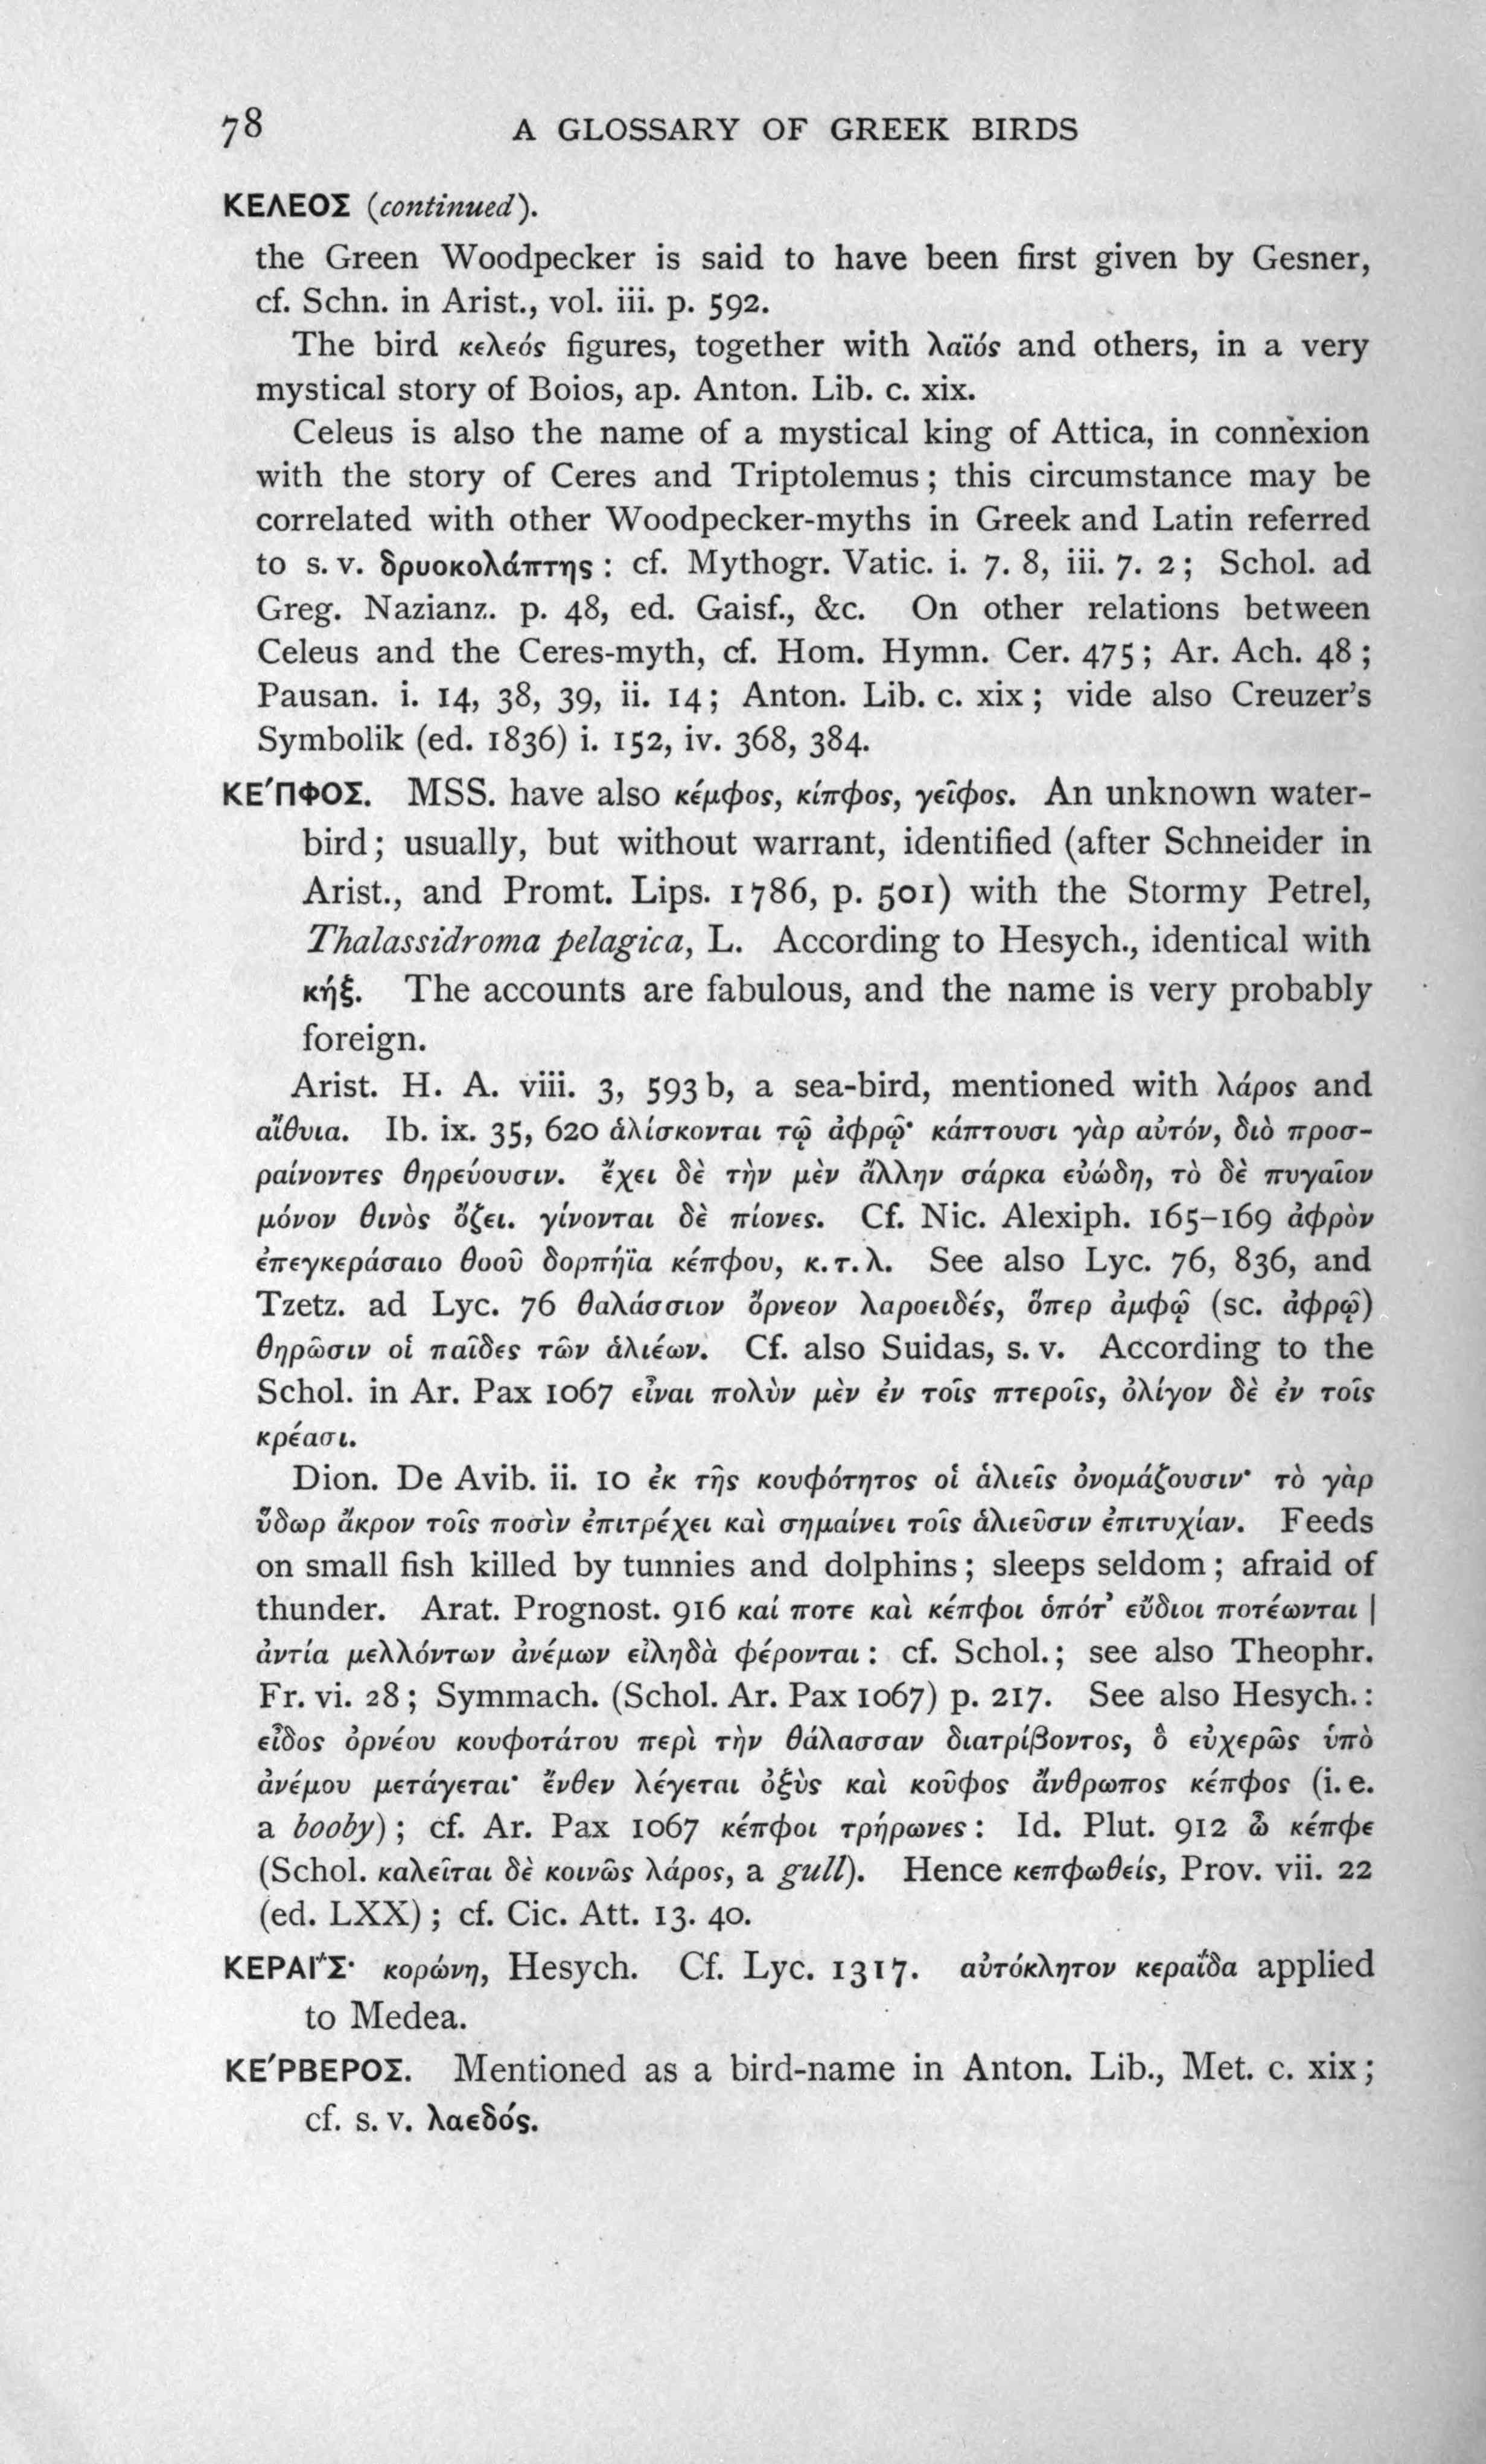 78 A GLOSSARY OF GREEK BIRDS
ΚΕΛΕΟΣ (continued).
the Green Woodpecker is said to have been first given by Gesner,
cf. Schn. in Arist., vol. iii. p. 592.
The bird κελεός figures, together with λαϊός and others, in a very
mystical story of Boios, ap. Anton. Lib. c. xix.
Celeus is also the name of a mystical king of Attica, in connexion
with the story of Ceres and Triptolemus ; this circumstance may be
correlated with other Woodpecker-myths in Greek and Latin referred
to s. v. δρυοκολάπτης : cf. Mythogr. Vatic. i. 7. 8, iii. 7. 2 ; Schol. ad
Greg. Nazianz. p. 48, ed. Gaisf., &c. On other relations between
Celeus and the Ceres-myth, cf. Hom. Hymn. Cer. 475 ; Ar. Ach. 48 ;
Pausan. i. 14, 38, 39, ii. 14 ; Anton. Lib. c. xix ; vide also Creuzer's
Symbolik (ed. 1836) i. 152, iv. 368, 384.
ΚΕ´ΠΦΟΣ. MSS. have also κέμφος, κίπφος, γεῖφος. An unknown water-
bird ; usually, but without warrant, identified (after Schneider in
Arist., and Promt. Lips. 1786, p. 501) with the Stormy Petrel,
Thalassidroma pelagica, L. According to Hesych., identical with
κήξ. The accounts are fabulous, and the name is very probably
foreign.
Arist. H. A. viii. 3, 593 b, a sea-bird, mentioned with λάρος and
αἴθυια. Ib. ix. 35, 620 ἁλίσκονται τῷ ἀφρῷ· κάπτουσι γὰρ αὐτόν, διὸ προσ-
ραίνοντες θηρεύουσιν. ἔχει δὲ τὴν μὲν ἄλλην σάρκα εὐώδη, τὸ δὲ πυγαῖον
μόνον θινὸς ὄζει. γίνονται δὲ πίονες. Cf. Nic. Alexiph. 165–169 ἀφρὸν
ἐπεγκεράσαιο θοοῦ δορπήϊα κέπφου, κ.τ.λ. See also Lyc. 76, 836, and
Tzetz. ad Lyc. 76 θαλάσσιον ὄρνεον λαροειδές, ὅπερ ἀμφῷ (sc. ἀφρῷ)
θηρῶσιν οἱ παῖδες τῶν ἁλιέων. Cf. also Suidas, s. v. According to the
Schol. in Ar. Pax 1067 εἶναι πολὺν μὲν ἐν τοῖς πτεροῖς, ὀλίγον δὲ ἐν τοῖς
κρέασι.
Dion. De Avib. ii. 10 ἐκ τῆς κουφότητος οἱ ἁλιεῖς ὀνομάζουσιν· τὸ γὰρ
ὕδωρ ἄκρον τοῖς ποσὶν ἐπιτρέχει καὶ σημαίνει τοῖς ἁλιεῦσιν ἐπιτυχίαν. Feeds
on small fish killed by tunnies and dolphins ; sleeps seldom ; afraid of
thunder. Arat. Prognost. 916 καί ποτε καὶ κέπφοι ὁπότ' εὔδιοι ποτέωνται |
ἀντία μελλόντων ἀνέμων εἰληδὰ φέρονται : cf. Schol. ; see also Theophr.
Fr. vi. 28 ; Symmach. (Schol. Ar. Pax 1067) p. 217. See also Hesych. :
εἶδος ὀρνέου κουφοτάτου περὶ τὴν θάλασσαν διατρίβοντος, ὃ εὐχερῶς ὑπὸ
ἀνέμου μετάγεται· ἔνθεν λέγεται ὀξὺς καὶ κοῦφος ἄνθρωπος κέπφος (i. e.
a booby) ; cf. Ar. Pax 1067 κέπφοι τρήρωνες : Id. Plut. 912 ὦ κέπφε
(Schol. καλεῖται δὲ κοινῶς λάρος, a gull). Hence κεπφωθείς, Prov. vii. 22
(ed. LXX) ; cf. Cic. Att. 13. 40.
ΚΕΡΑΪ́Σ· κορώνη, Hesych. Cf. Lyc. 1317. αὐτόκλητον κεραΐδα applied
to Medea.
ΚΕ´ΡΒΕΡΟΣ. Mentioned as a bird-name in Anton. Lib., Met. c. xix ;
cf. s. v. λαεδός.